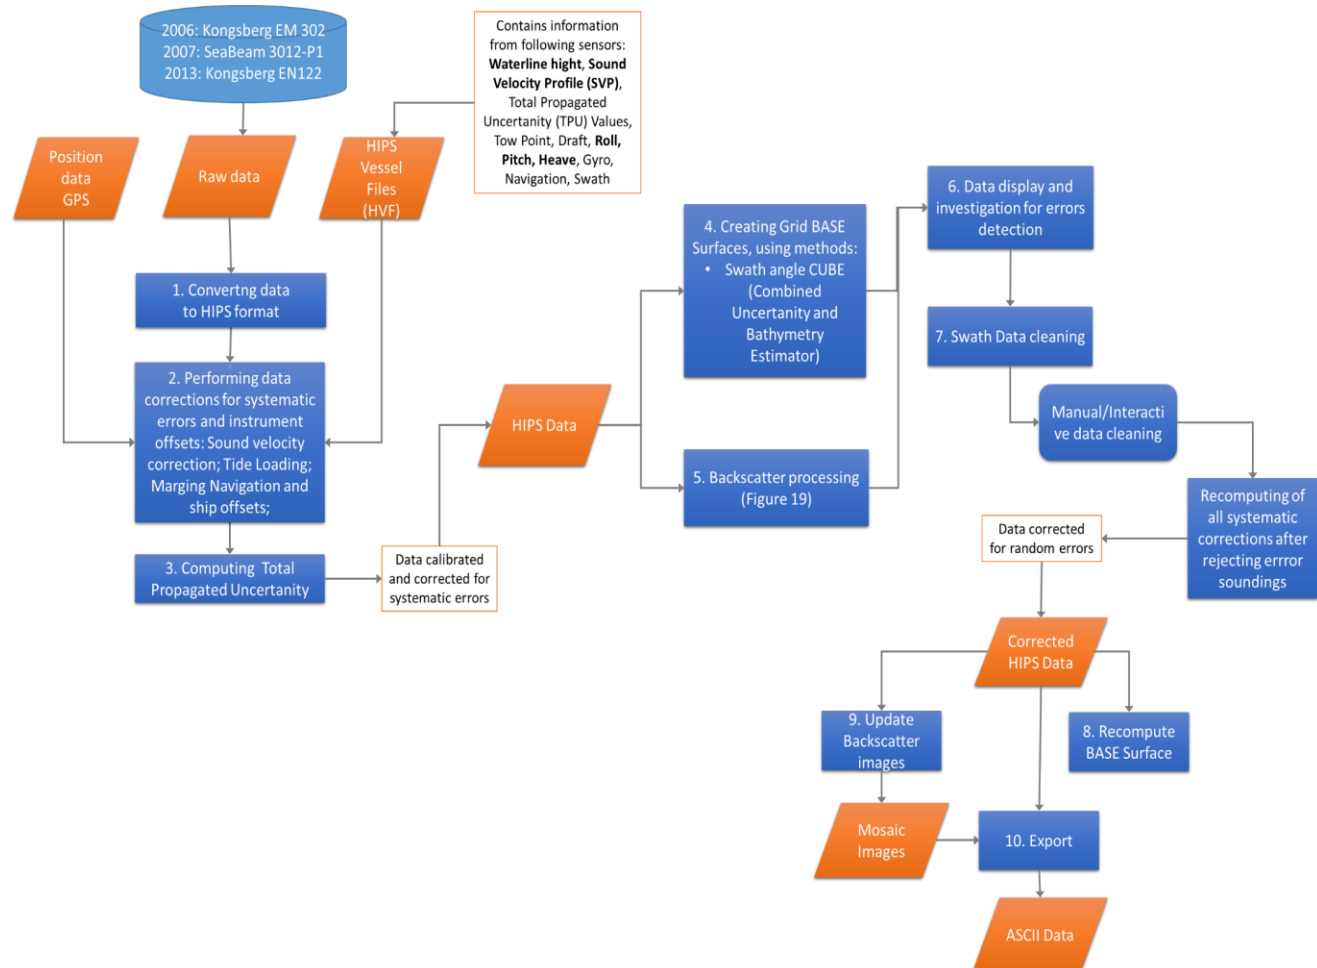 2006: Kongsberg EM 302
2007: SeaBeam 3012-P1
2013: Kongsberg EN122
Contains information
from following sensors:
Waterline hight, Sound
Velocity Profile (SVP),
Total Propagated
Uncertanity (TPU) Values,
Tow Point, Draft, Roll,
Pitch, Heave, Gyro,
Navigation, Swath
Position
data
GPS
Raw data
HIPS
Vessel
Files
(HVF)
1. Convertng data
to HIPS format
2. Performing data
corrections for systematic
errors and instrument
offsets: Sound velocity
correction; Tide Loading;
Marging Navigation and
ship offsets;
3. Computing Total
Propagated Uncertanity
Data calibrated
and corrected for
systematic errors
HIPS Data
4. Creating Grid BASE
Surfaces, using methods:
• Swath angle CUBE
(Combined
Uncertanity and
Bathymetry
Estimator)
5. Backscatter processing
(Figure 19)
6. Data display and
investigation for errors
detection
7. Swath Data cleaning
Manual/Interacti
ve data cleaning
Recomputing of
all systematic
corrections after
rejecting errror
soundings
Data corrected
for random errors
Corrected
HIPS Data
9. Update
Backscatter
images
8. Recompute
BASE Surface
Mosaic
Images
10. Export
ASCII Data